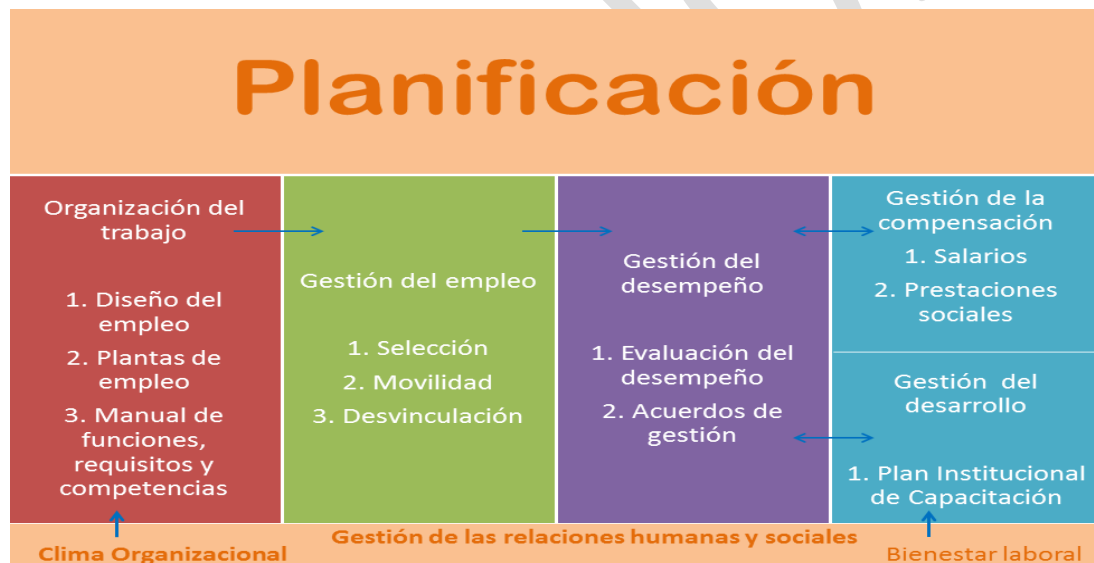 Planificación
Organización del
trabajo
1. Diseño del
empleo
2. Plantas de
empleo
3. Manual de
funciones,
requisitos y
competencias
Gestión del empleo
1. Selección
2. Movilidad
3. Desvinculación
Gestión del
desempeño
1. Evaluación del
desempeño
2. Acuerdos de
gestión
Gestión de la
compensación
1. Salarios
2. Prestaciones
sociales
Gestión del
desarrollo
1. Plan Institucional
de Capacitación
Gestión de las relaciones humanas y sociales
Clima Organizacional
Bienestar laboral